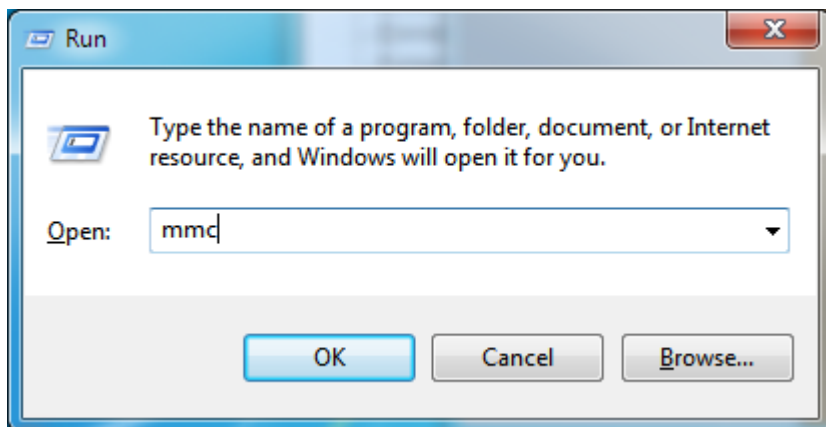 Run
Type the name of a program, folder, document, or Internet
resource, and Windows will open it for you.
Open: mmc
OK Cancel Browse...